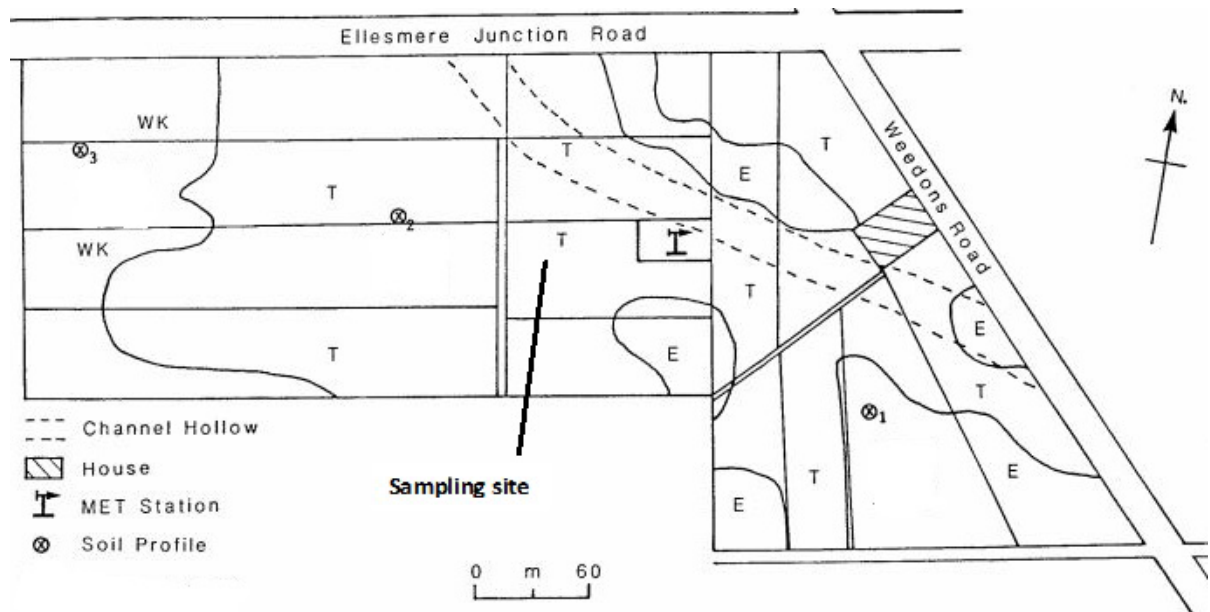 Ellesmere Junction Road
N.
Weedons Road
WK
T
T
E
T
3
T
2
WK
T
T
E
T
E
T
1
T
E
E
Channel Hollow
House
MET Station
Soil Profile
Sampling site
0 m 60